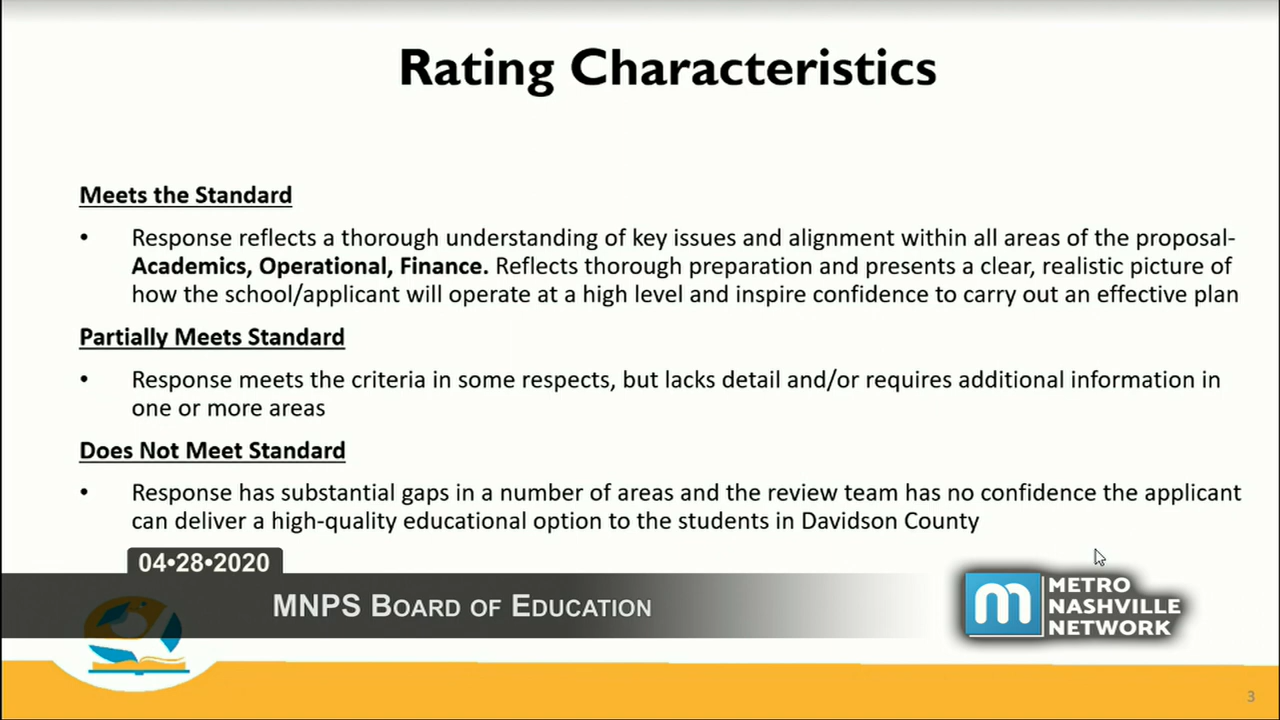 Rating Characteristics
Meets the Standard
• Response reflects a thorough understanding of key issues and alignment within all areas of the proposal-
Academics, Operational, Finance. Reflects thorough preparation and presents a clear, realistic picture of
how the school/applicant will operate at a high level and inspire confidence to carry out an effective plan
Partially Meets Standard
• Response meets the criteria in some respects, but lacks detail and/or requires additional information in
one or more areas
Does Not Meet Standard
• Response has substantial gaps in a number of areas and the review team has no confidence the applicant
can deliver a high-quality educational option to the students in Davidson County
04•28•2020
MNPS BOARD OF EDUCATION
m METRO
NASHVILLE
NETWORK
3